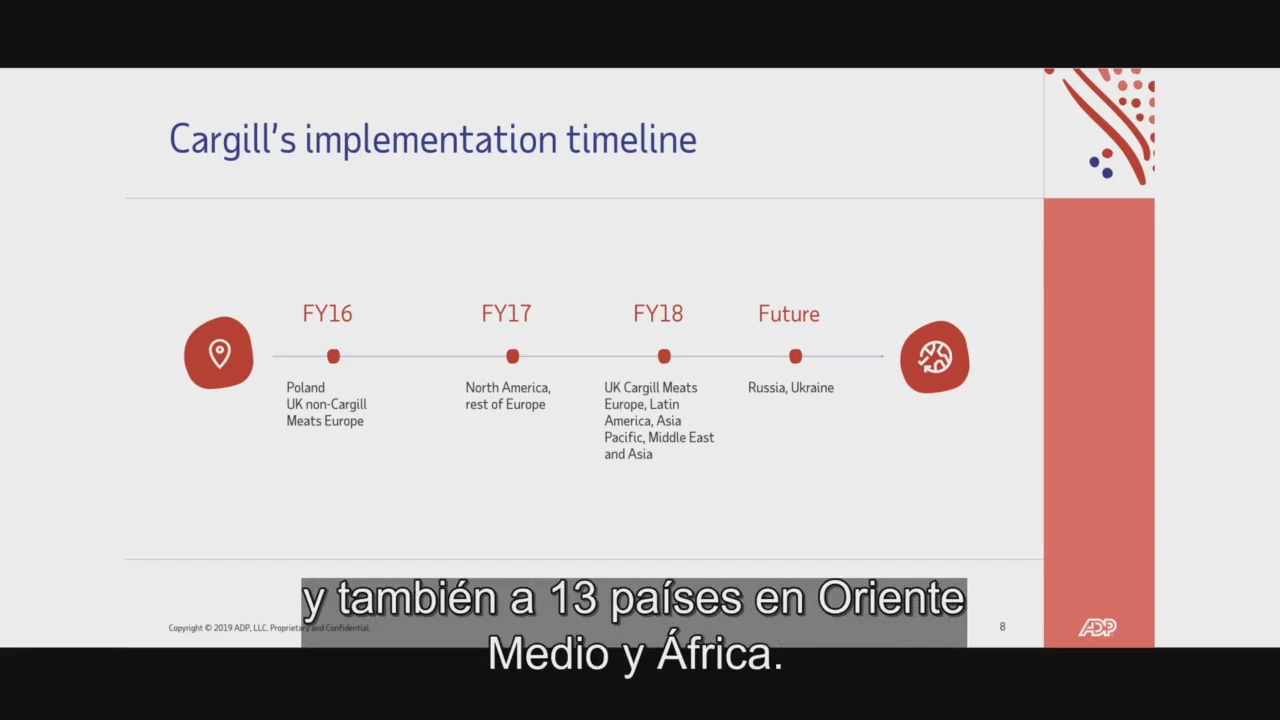 Cargill's implementation timeline
FY16
FY17
FY18
Future
Poland
UK non-Cargill
Meats Europe
North America,
rest of Europe
UK Cargill Meats
Europe, Latin
America, Asia
Pacific, Middle East
and Asia
Russia, Ukraine
Copyright © 2019 ADP, LLC. Proprietary and Confidential.
8
ADP
y también a 13 países en Oriente
Medio y África.